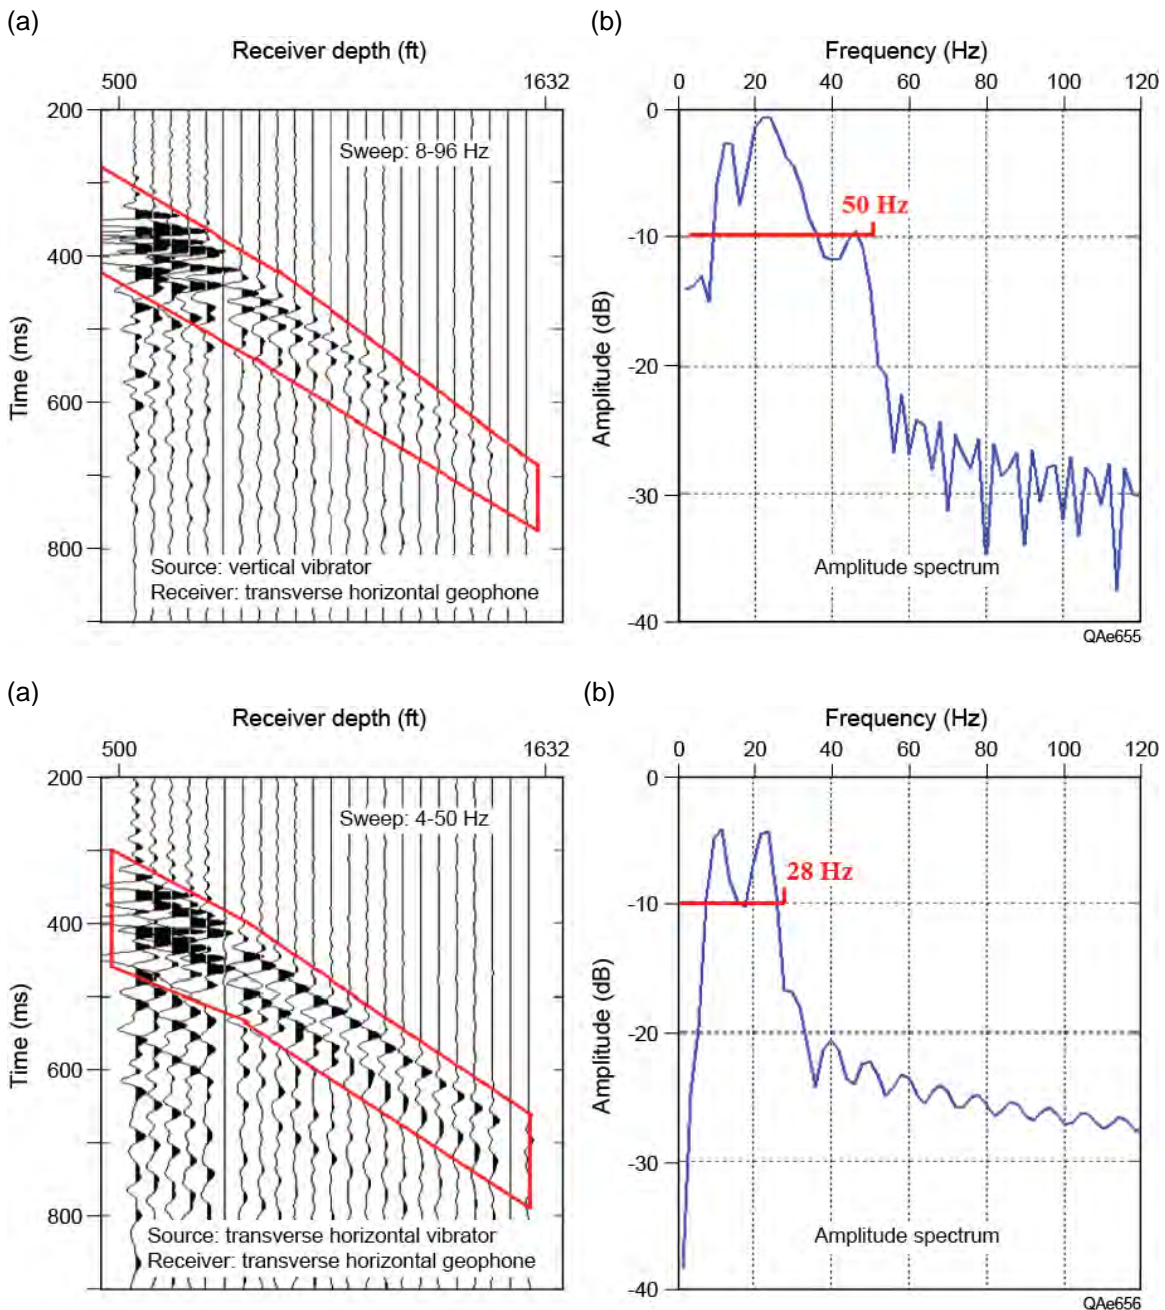 (a)
(b)
Receiver depth (ft)
500
1632
200
400
600
800
Time (ms)
Sweep: 8-96 Hz
Source: vertical vibrator
Receiver: transverse horizontal geophone
Frequency (Hz)
0 20 40 60 80 100 120
0
-10
-20
-30
-40
Amplitude (dB)
50 Hz
Amplitude spectrum
QAe655
(a)
(b)
Receiver depth (ft)
500
1632
200
400
600
800
Time (ms)
Sweep: 4-50 Hz
Source: transverse horizontal vibrator
Receiver: transverse horizontal geophone
Frequency (Hz)
0 20 40 60 80 100 120
0
-10
-20
-30
-40
Amplitude (dB)
28 Hz
Amplitude spectrum
QAe656